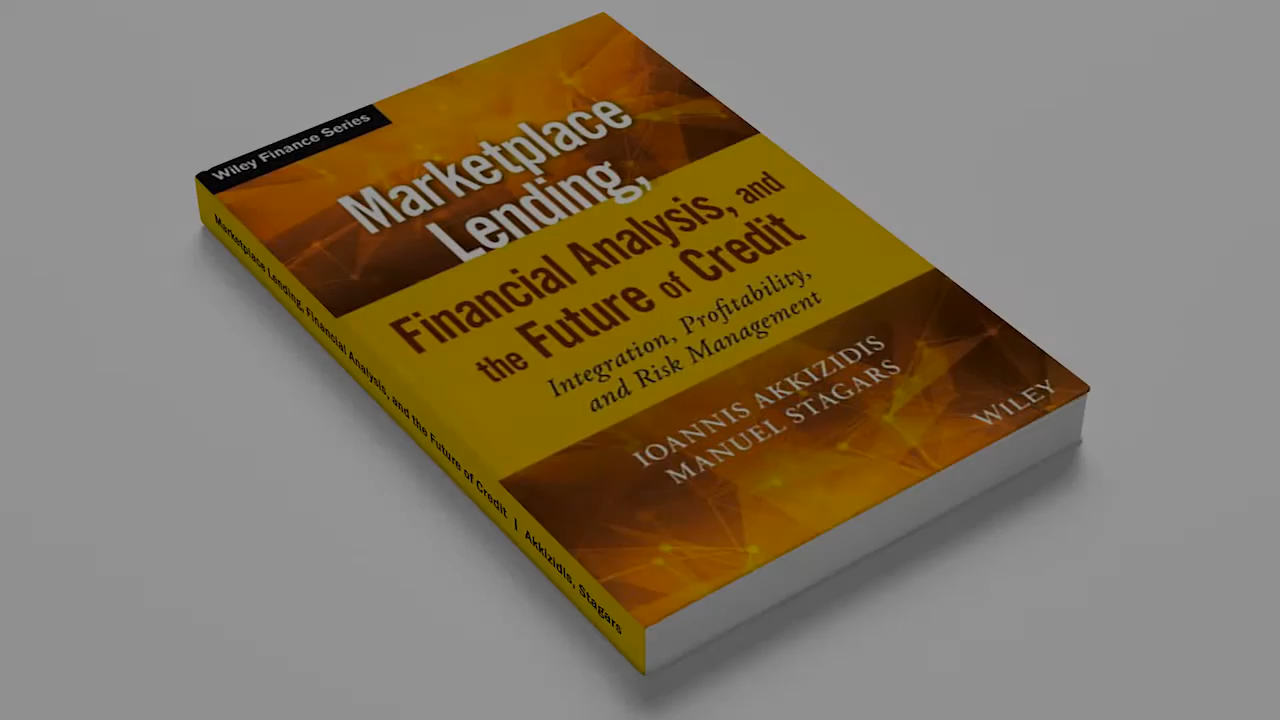 Wiley Finance Series
Marketplace
Lending,
Financial Analysis, and
the Future of Credit
Integration, Profitability,
and Risk Management
IOANNIS AKKIZIDIS
MANUEL STAGARS
WILEY
Marketplace Lending, Financial Analysis, and the Future of Credit | Akkizidis, Stagars